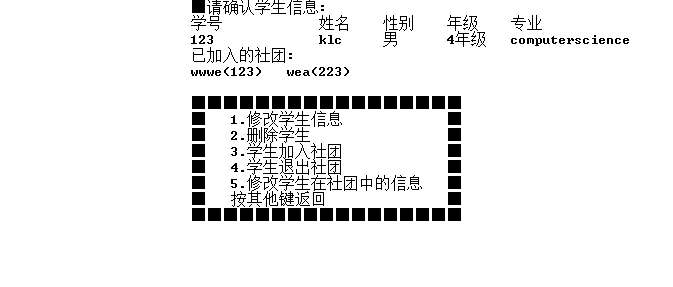 请确认学生信息：
学号 姓名 性别 年级 专业
123 klc 男 4年级 computerscience
已加入的社团：
wwwe(123) wea(223)
1.修改学生信息
2.删除学生
3.学生加入社团
4.学生退出社团
5.修改学生在社团中的信息
按其他键返回